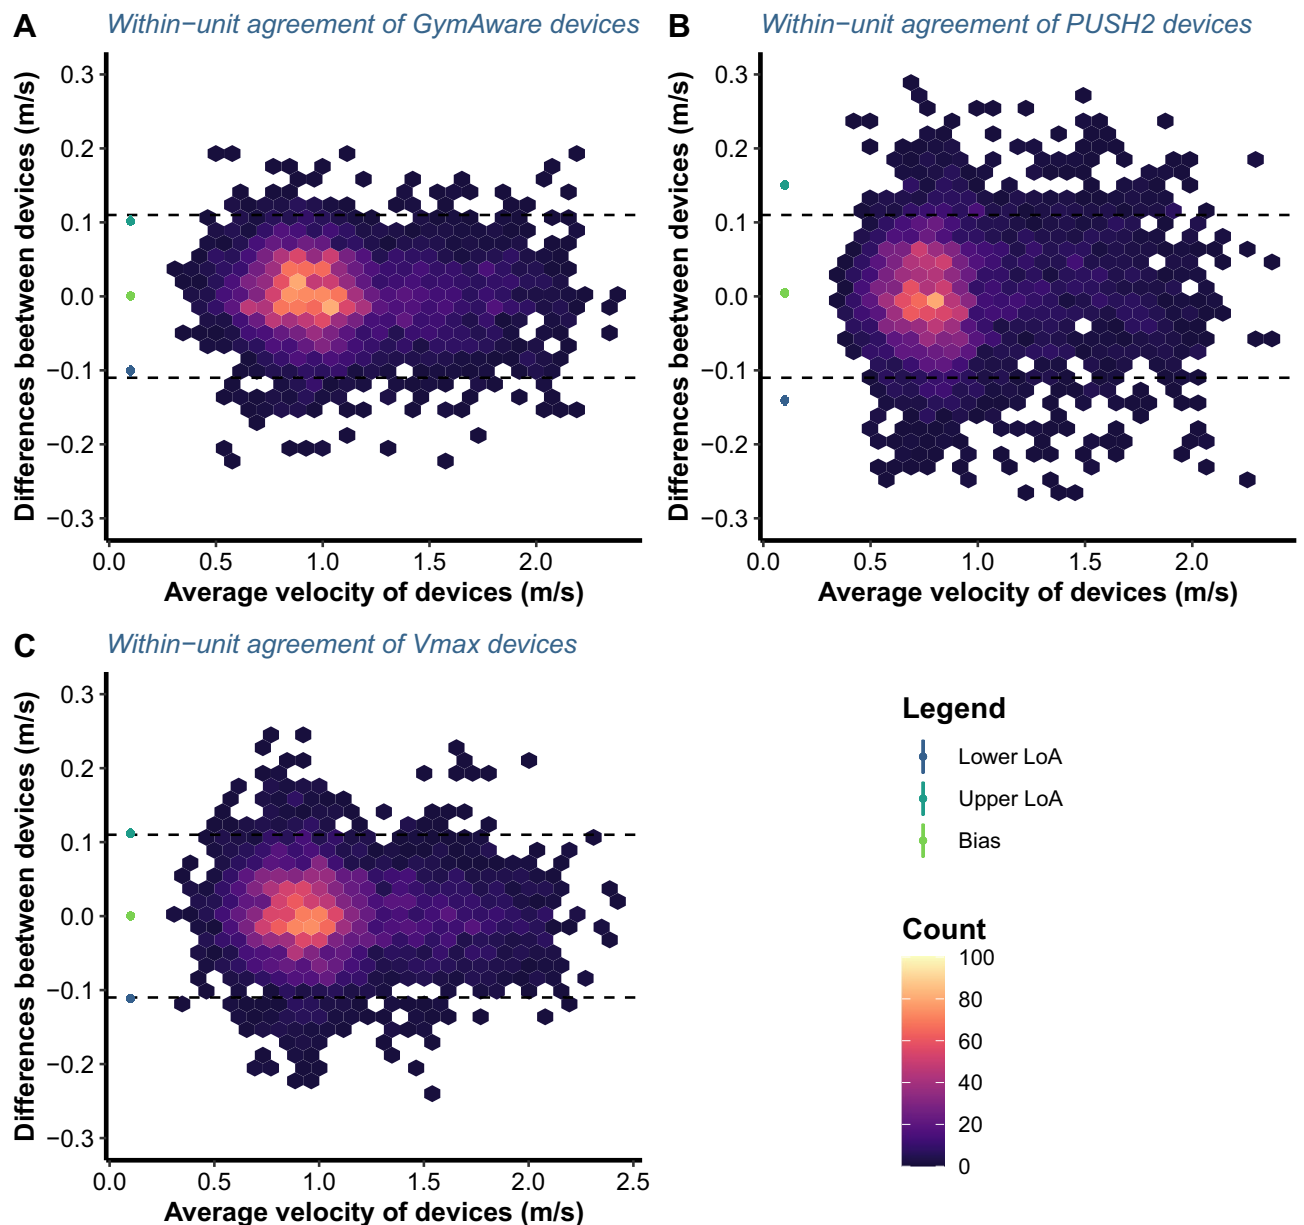 A
Within−unit agreement of GymAware devices
Differences beetween devices (m/s)
0.3
0.2
0.1
0.0
−0.1
−0.2
−0.3
0.0 0.5 1.0 1.5 2.0
Average velocity of devices (m/s)
B
Within−unit agreement of PUSH2 devices
Differences beetween devices (m/s)
0.3
0.2
0.1
0.0
−0.1
−0.2
−0.3
0.0 0.5 1.0 1.5 2.0
Average velocity of devices (m/s)
C
Within−unit agreement of Vmax devices
Differences beetween devices (m/s)
0.3
0.2
0.1
0.0
−0.1
−0.2
−0.3
0.0 0.5 1.0 1.5 2.0 2.5
Average velocity of devices (m/s)
Legend
Lower LoA
Upper LoA
Bias
Count
100
80
60
40
20
0